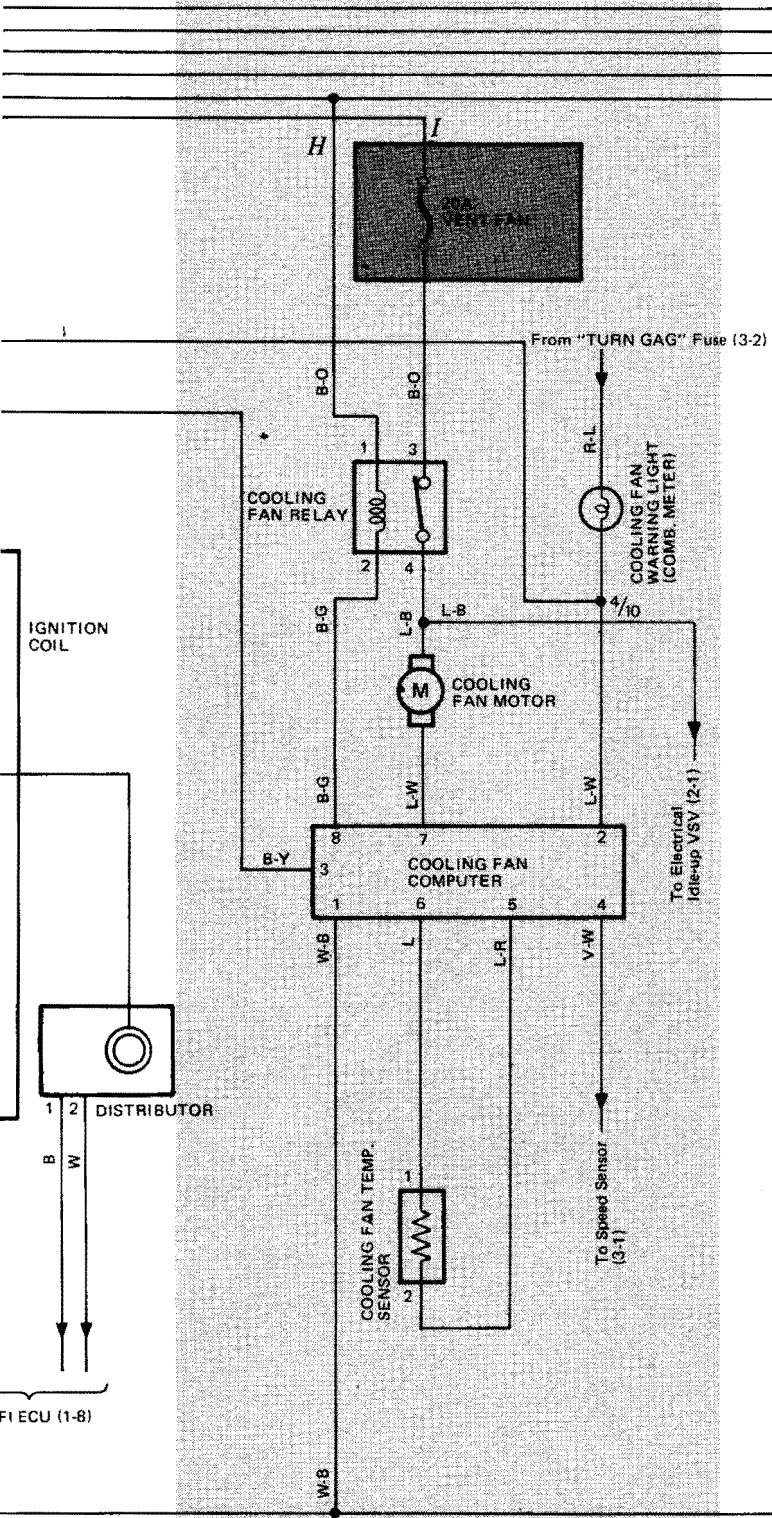 H
I
20A
VENT FAN
From "TURN GAG" Fuse (3-2)
B-O
B-O
R-L
1
3
COOLING
FAN RELAY
COOLING FAN
WARNING LIGHT
(COMB. METER)
2
4
4/10
IGNITION
COIL
B-G
L-B
L-B
M
COOLING
FAN MOTOR
B-G
L-W
L-W
To Electrical
Idle-up VSV (2-1)
8
7
2
B-Y
3
COOLING FAN
COMPUTER
1
6
5
4
W-B
L
L-R
V-W
1
2
DISTRIBUTOR
B
W
COOLING FAN TEMP.
SENSOR
1
2
To Speed Sensor
(3-1)
FI ECU (1-8)
W-B